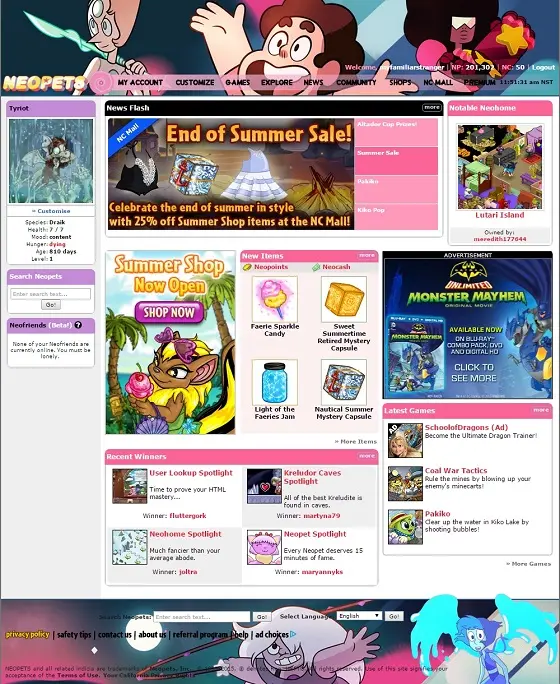 Welcome, unfamiliarstranger | NP: 201,302 | NC: 50 | Logout
NEOPETS
MY ACCOUNT CUSTOMIZE GAMES EXPLORE NEWS COMMUNITY SHOPS NC MALL PREMIUM 11:51:31 am NST
Tyriot
» Customise
Species: Draik
Health: 7 / 7
Mood: content
Hunger: dying
Age: 810 days
Level: 1
Search Neopets
Enter search text...
Go!
Neofriends (Beta!) ?
None of your Neofriends are
currently online. You must be
lonely.
News Flash
more
NC Mall
End of Summer Sale!
Celebrate the end of summer in style
with 25% off Summer Shop items at the NC Mall!
Altador Cup Prizes!
Summer Sale
Pakiko
Kiko Pop
Notable Neohome
Lutari Island
Owned by:
meredith177644
Summer Shop
Now Open
SHOP NOW
New Items
more
Neopoints
Neocash
Faerie Sparkle
Candy
Sweet
Summertime
Retired Mystery
Capsule
Light of the
Faeries Jam
Nautical Summer
Mystery Capsule
» More Items
ADVERTISEMENT
BATMAN
UNLIMITED
MONSTER MAYHEM
ORIGINAL MOVIE
MONSTER MAYHEM
AVAILABLE NOW
ON BLU-RAY™
COMBO PACK, DVD
AND DIGITAL HD
CLICK TO
SEE MORE
Latest Games
more
AD
SchoolofDragons (Ad)
Become the Ultimate Dragon Trainer!
Coal War Tactics
Rule the mines by blowing up your
enemy's minecarts!
Pakiko
Clear up the water in Kiko Lake by
shooting bubbles!
» More Games
Recent Winners
more
User Lookup Spotlight
Time to prove your HTML
mastery...
Winner: fluttergork
Kreludor Caves
Spotlight
All of the best Kreludite is
found in caves.
Winner: martyna79
Neohome Spotlight
Much fancier than your
average abode.
Winner: joltra
Neopet Spotlight
Every Neopet deserves 15
minutes of fame.
Winner: maryannyks
Search Neopets: Enter search text... Go! Select Language: English Go!
privacy policy | safety tips | contact us | about us | referral program | help | ad choices
NEOPETS and all related indicia are trademarks of Neopets, Inc., © 1999-2015. ® denotes Reg. US Pat. & TM Office. All rights reserved. Use of this site signifies your
acceptance of the Terms of Use. Your California Privacy Rights